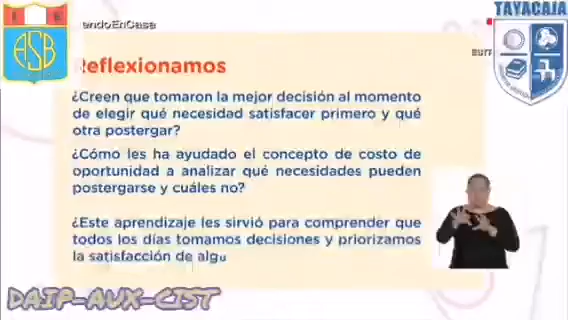 endoEnCasa
TAYACAJA
ASB
Reflexionamos
¿Creen que tomaron la mejor decisión al momento
de elegir qué necesidad satisfacer primero y qué
otra postergar?
¿Cómo les ha ayudado el concepto de costo de
oportunidad a analizar qué necesidades pueden
postergarse y cuáles no?
¿Este aprendizaje les sirvió para comprender que
todos los días tomamos decisiones y priorizamos
la satisfacción de algu
DAIP-AUX-CIST